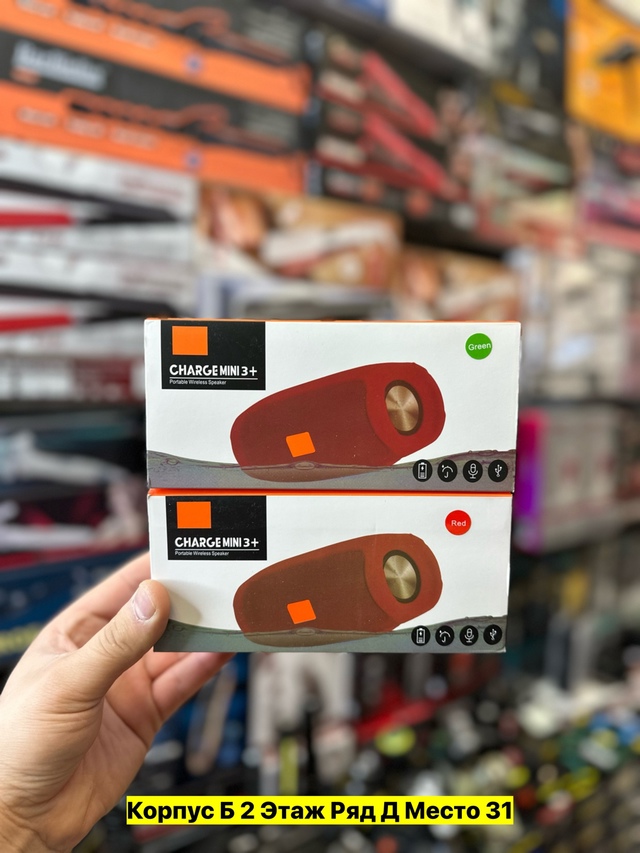 CHARGE MINI 3+
Portable Wireless Speaker
Green
CHARGE MINI 3+
Portable Wireless Speaker
Red
Корпус Б 2 Этаж Ряд Д Место 31